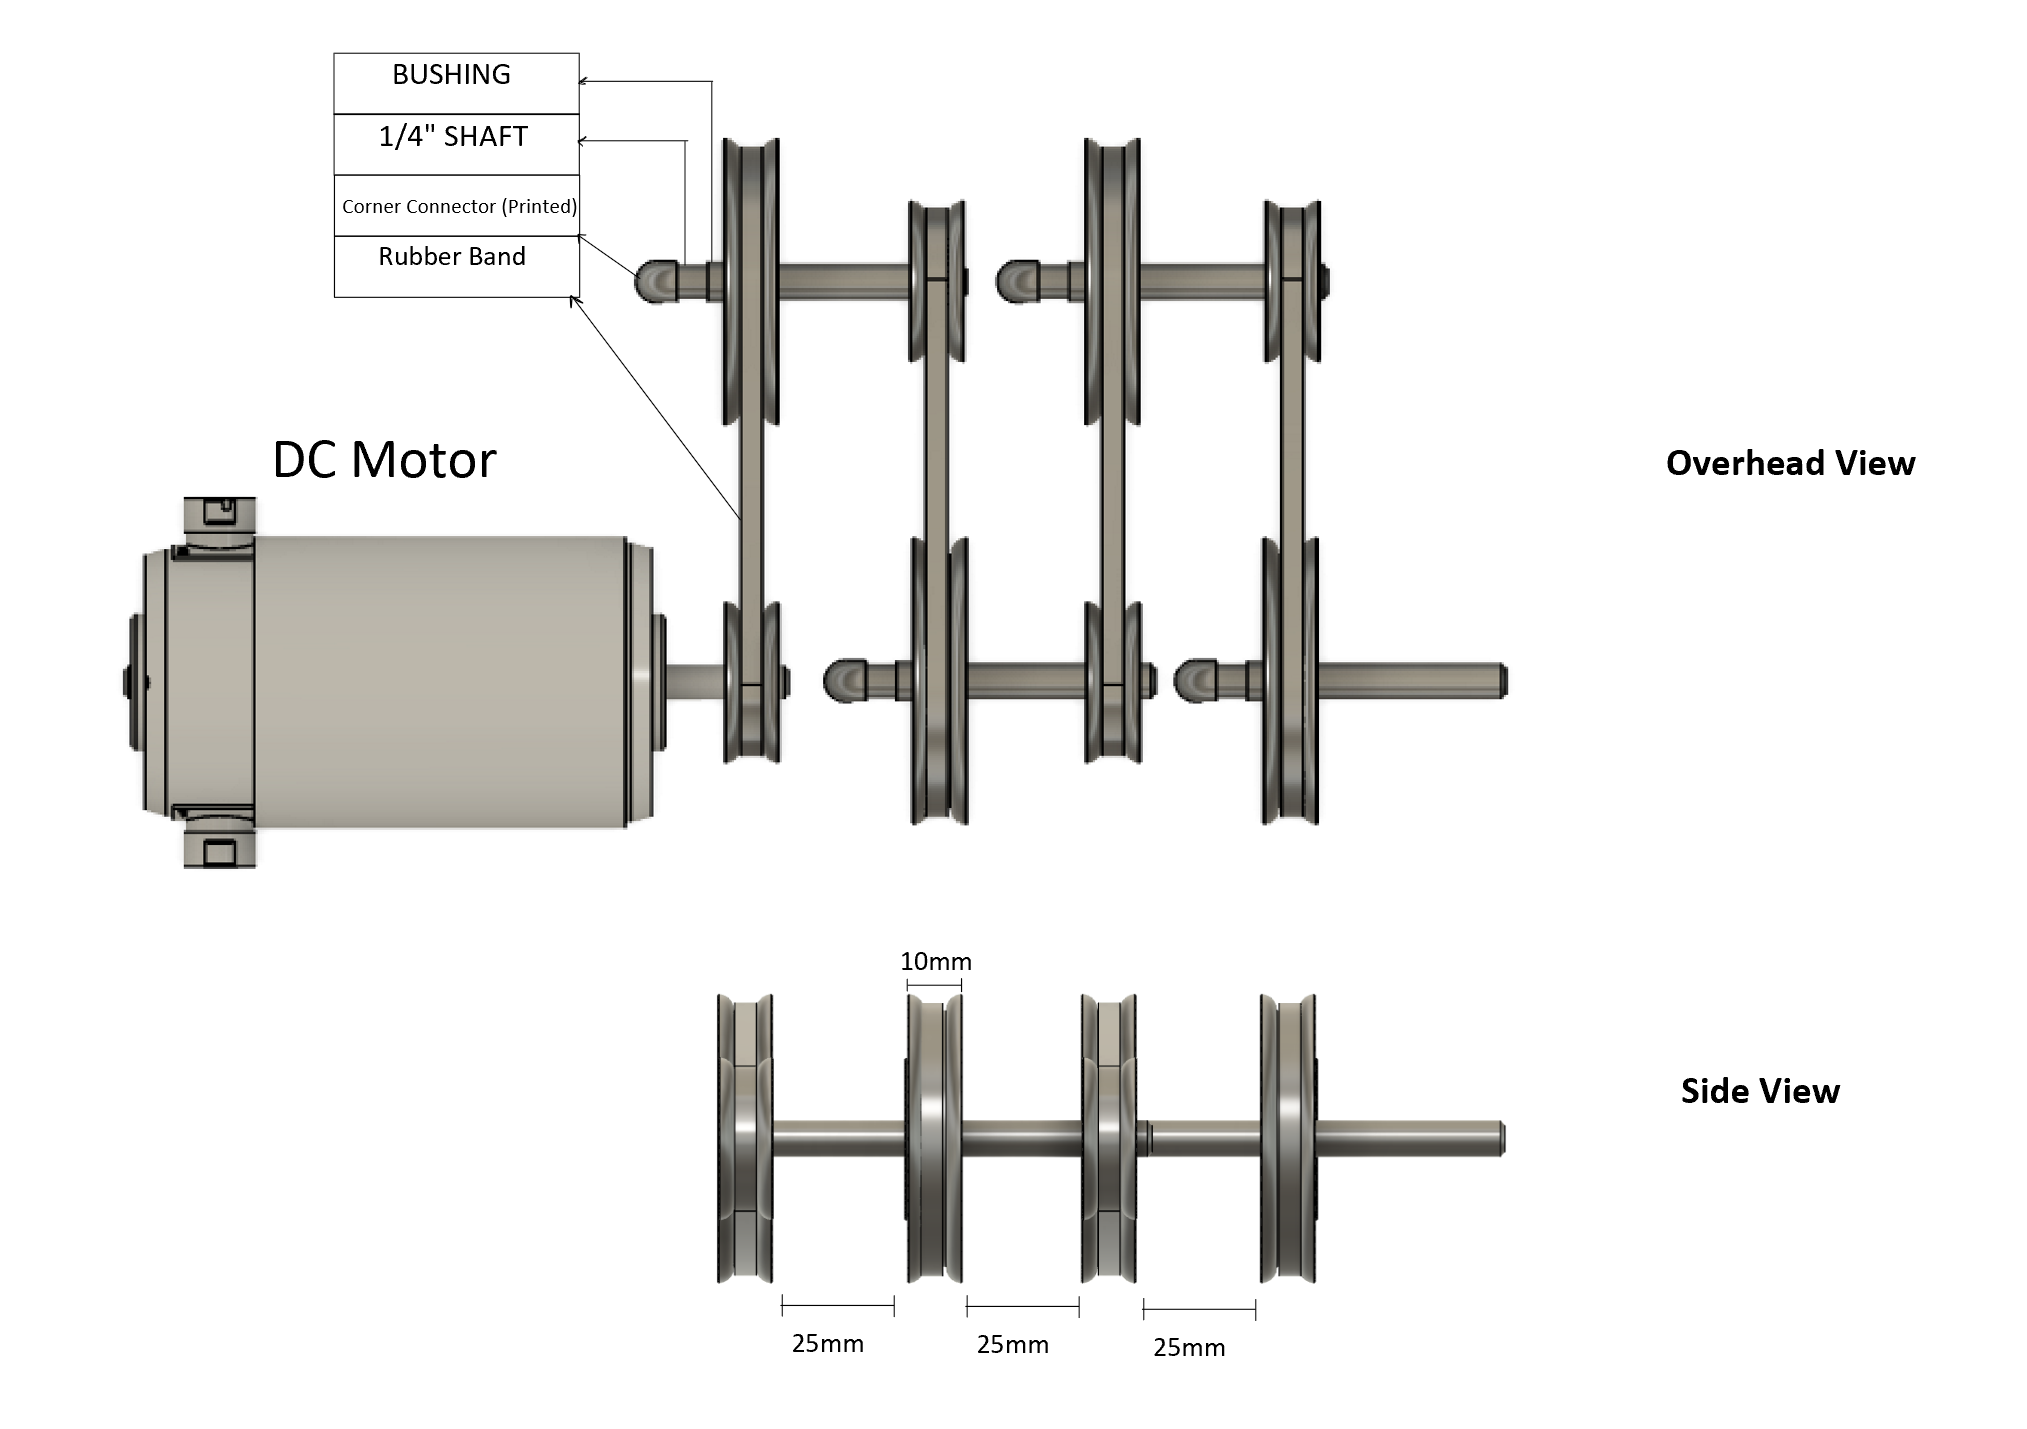 BUSHING
1/4" SHAFT
Corner Connector (Printed)
Rubber Band
DC Motor
Overhead View
10mm
Side View
25mm
25mm
25mm